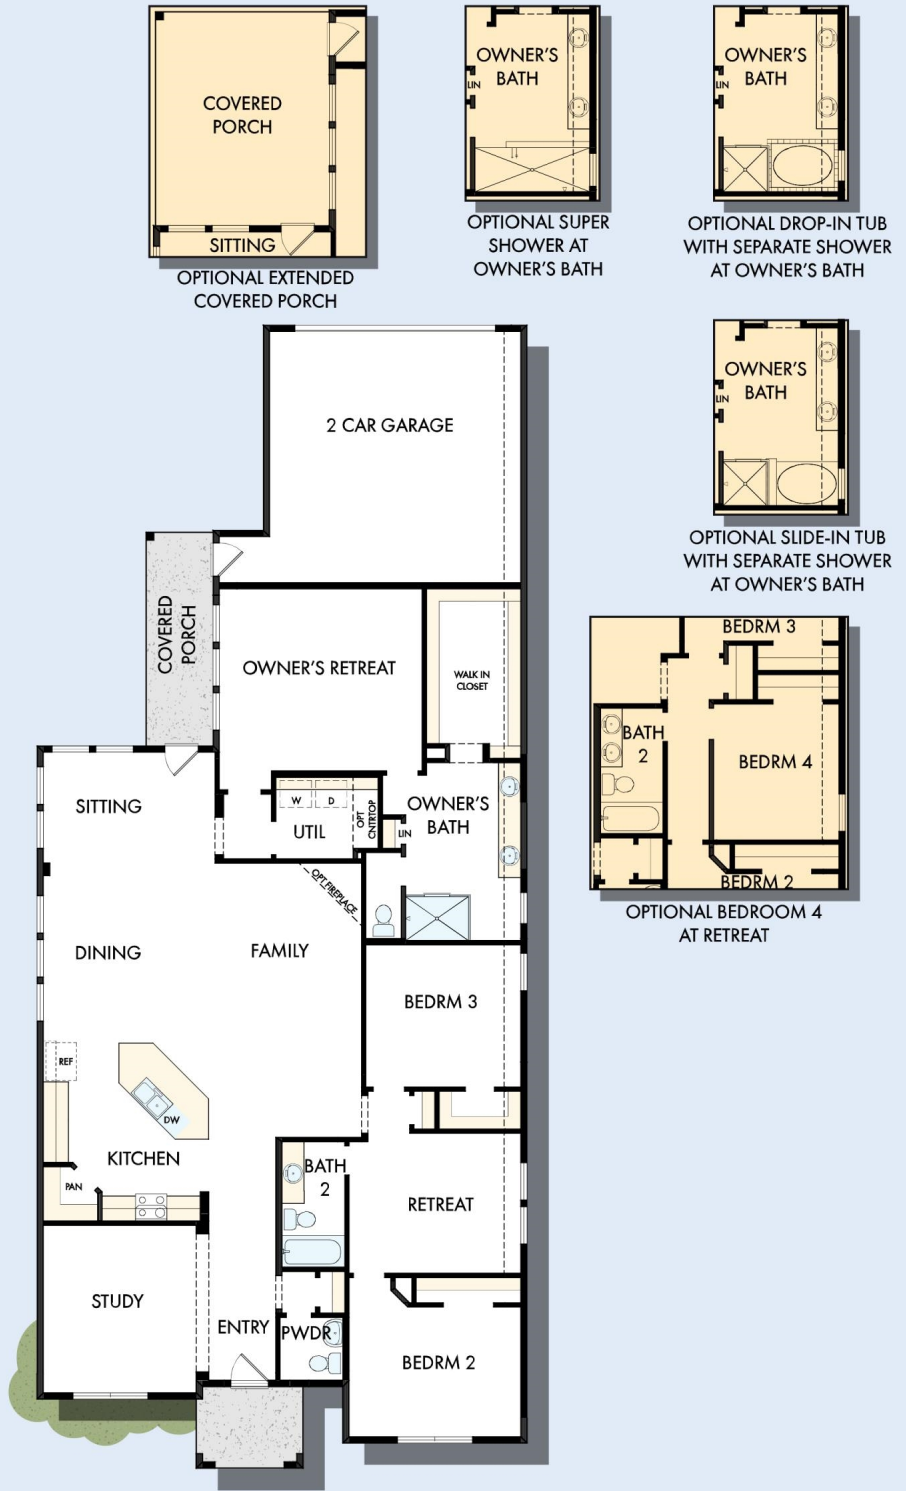 COVERED
PORCH
SITTING
OPTIONAL EXTENDED
COVERED PORCH
OWNER'S
BATH
LIN
OPTIONAL SUPER
SHOWER AT
OWNER'S BATH
OWNER'S
BATH
LIN
OPTIONAL DROP-IN TUB
WITH SEPARATE SHOWER
AT OWNER'S BATH
OWNER'S
BATH
LIN
OPTIONAL SLIDE-IN TUB
WITH SEPARATE SHOWER
AT OWNER'S BATH
BEDRM 3
BATH
2
BEDRM 4
BEDRM 2
OPTIONAL BEDROOM 4
AT RETREAT
2 CAR GARAGE
COVERED
PORCH
OWNER'S RETREAT
WALK IN
CLOSET
SITTING
W
D
UTIL
OPT
CNTRTOP
LIN
OWNER'S
BATH
OPT FIREPLACE
DINING
FAMILY
BEDRM 3
REF
DW
KITCHEN
PAN
BATH
2
RETREAT
STUDY
ENTRY
PWDR
BEDRM 2